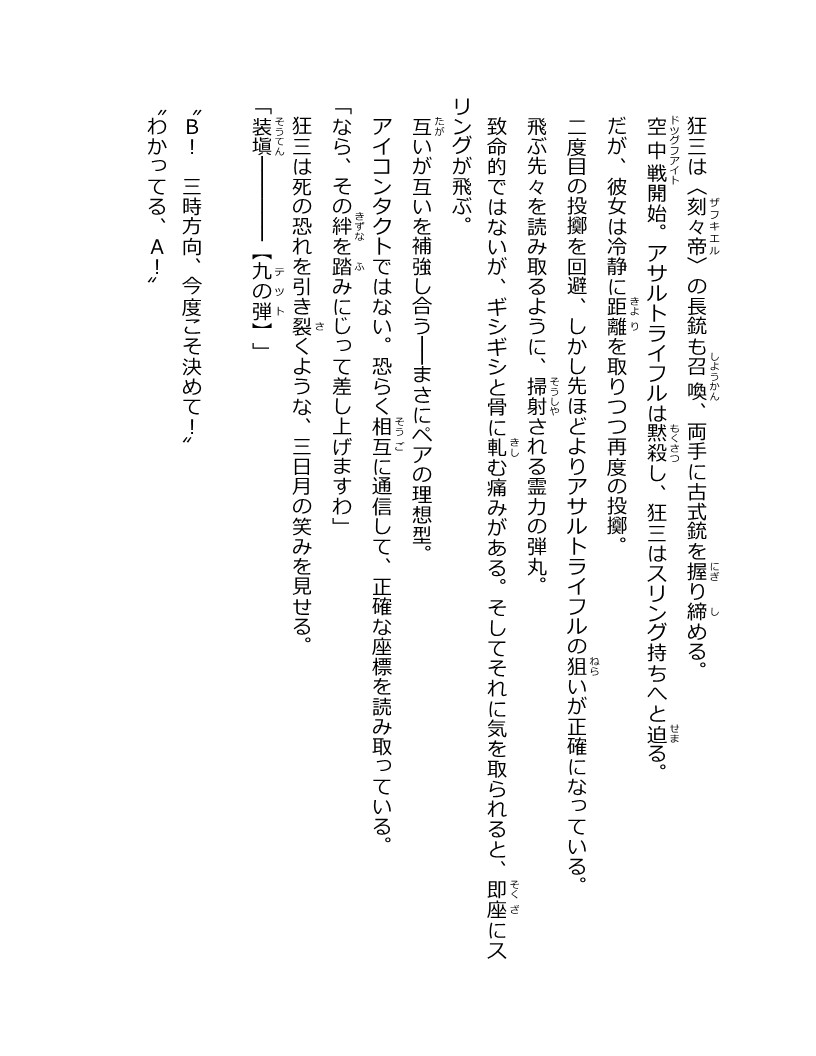 狂三は〈刻々帝〉の長銃も召喚、両手に古式銃を握り締める。
空中戦開始。アサルトライフルは黙殺し、狂三はスリング持ちへと迫る。
だが、彼女は冷静に距離を取りつつ再度の投擲。
二度目の投擲を回避、しかし先ほどよりアサルトライフルの狙いが正確になっている。
飛ぶ先々を読み取るように、掃射される霊力の弾丸。
致命的ではないが、ギシギシと骨に軋む痛みがある。そしてそれに気を取られると、即座にス
リングが飛ぶ。
互いが互いを補強し合う──まさにペアの理想型。
アイコンタクトではない。恐らく相互に通信して、正確な座標を読み取っている。
「なら、その絆を踏みにじって差し上げますわ」
狂三は死の恐れを引き裂くような、三日月の笑みを見せる。
「装塡────【九の弾】」
〝B！　三時方向、今度こそ決めて！〟
〝わかってる、A！〟